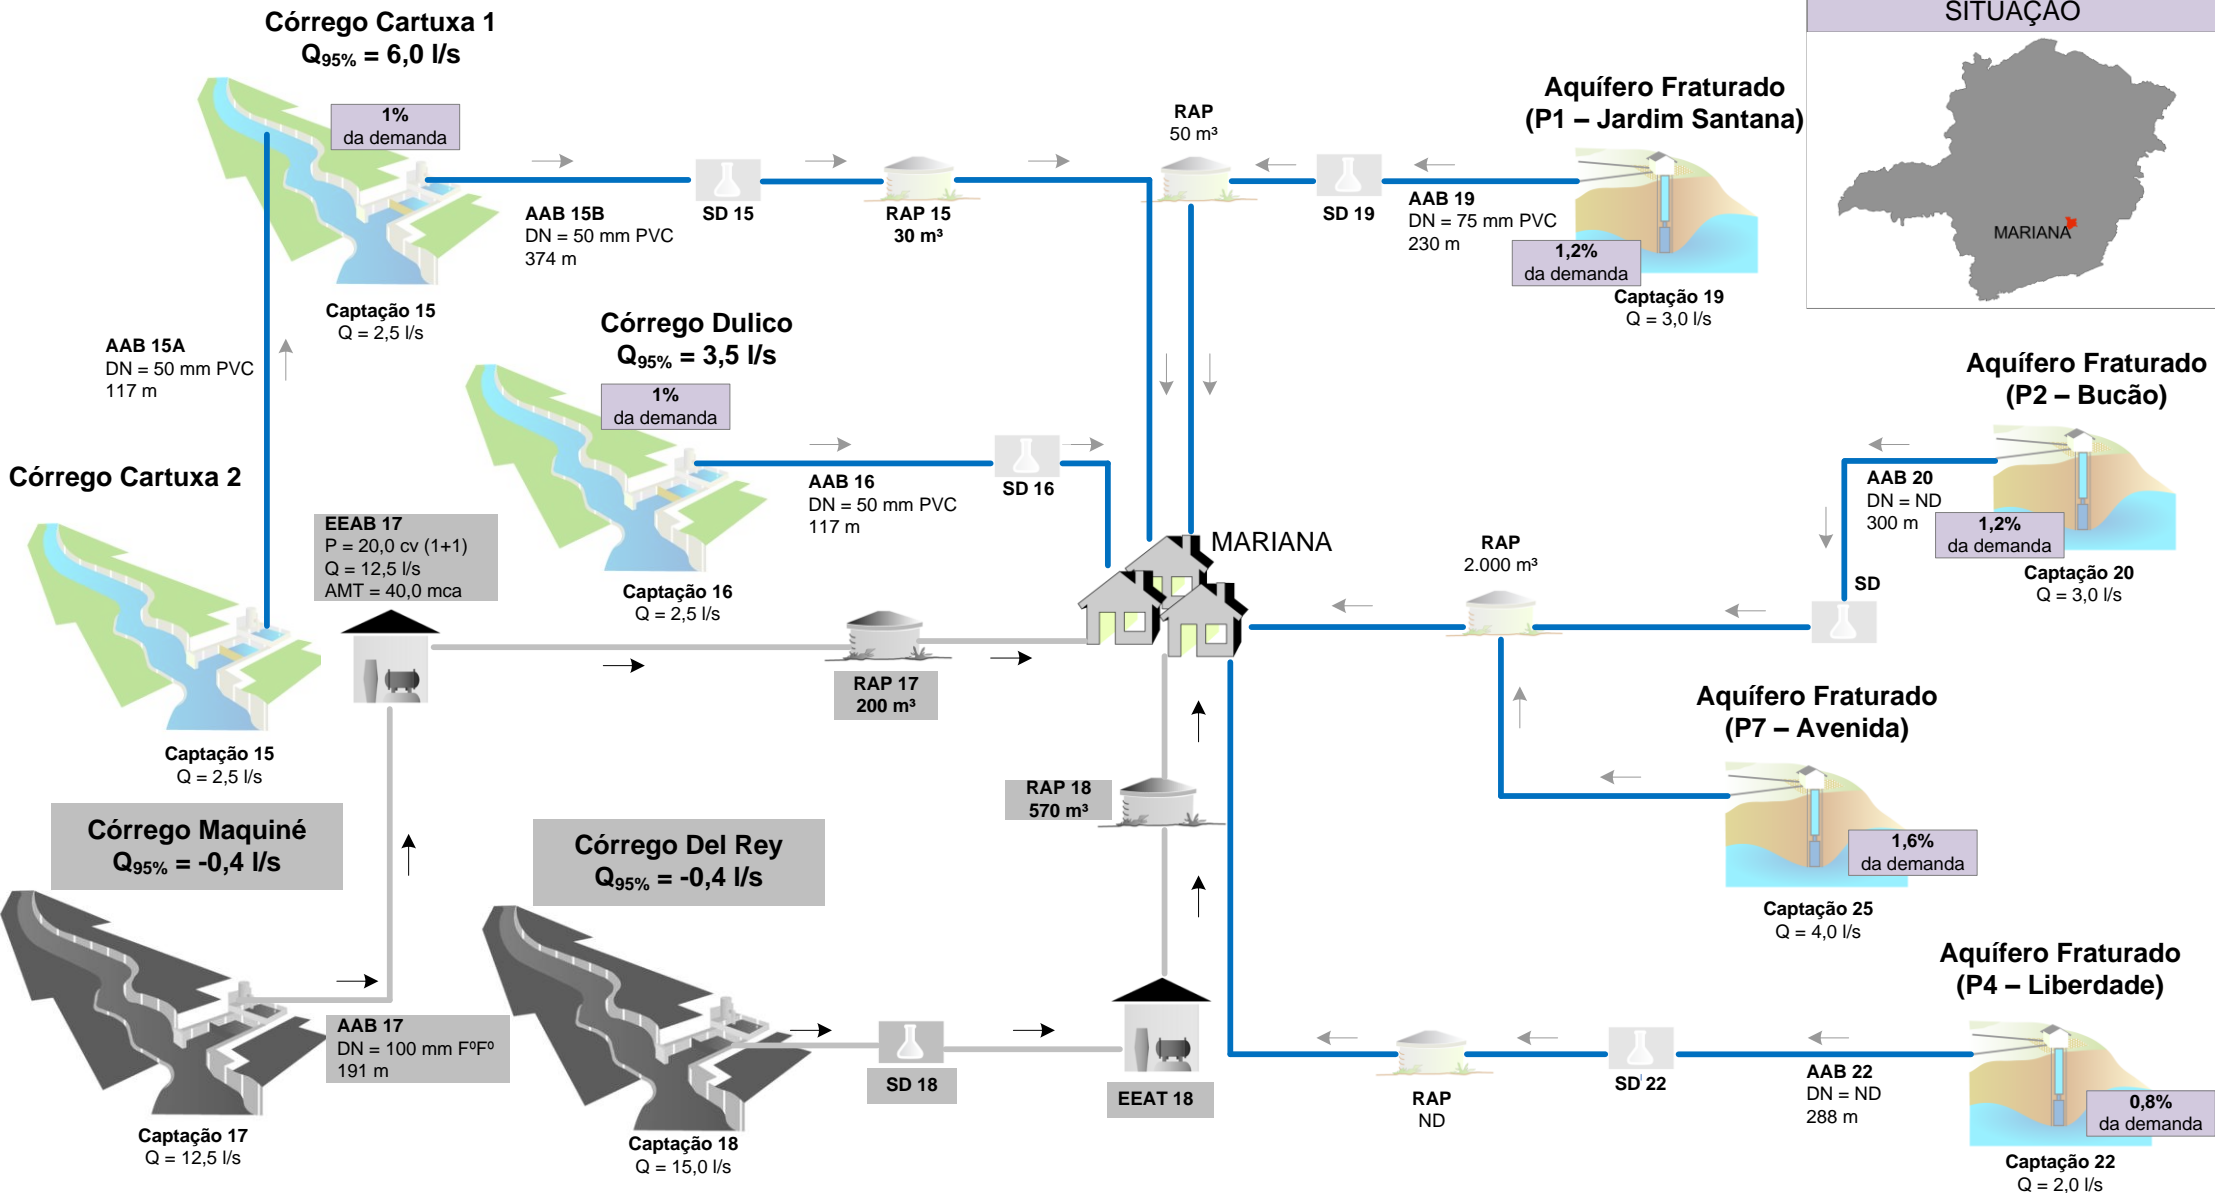 SITUAÇÃO
MARIANA
Córrego Cartuxa 1
Q95% = 6,0 l/s
1%
da demanda
AAB 15B
DN = 50 mm PVC
374 m
SD 15
RAP 15
30 m³
RAP
50 m³
SD 19
AAB 19
DN = 75 mm PVC
230 m
Aquífero Fraturado
(P1 – Jardim Santana)
1,2%
da demanda
Captação 19
Q = 3,0 l/s
Captação 15
Q = 2,5 l/s
AAB 15A
DN = 50 mm PVC
117 m
Córrego Dulico
Q95% = 3,5 l/s
1%
da demanda
AAB 16
DN = 50 mm PVC
117 m
SD 16
Captação 16
Q = 2,5 l/s
Aquífero Fraturado
(P2 – Bucão)
AAB 20
DN = ND
300 m
1,2%
da demanda
Captação 20
Q = 3,0 l/s
SD
RAP
2.000 m³
MARIANA
Córrego Cartuxa 2
Captação 15
Q = 2,5 l/s
EEAB 17
P = 20,0 cv (1+1)
Q = 12,5 l/s
AMT = 40,0 mca
RAP 17
200 m³
Aquífero Fraturado
(P7 – Avenida)
1,6%
da demanda
Captação 25
Q = 4,0 l/s
RAP 18
570 m³
Córrego Maquiné
Q95% = -0,4 l/s
AAB 17
DN = 100 mm FºFº
191 m
Captação 17
Q = 12,5 l/s
Córrego Del Rey
Q95% = -0,4 l/s
SD 18
EEAT 18
Captação 18
Q = 15,0 l/s
Aquífero Fraturado
(P4 – Liberdade)
RAP
ND
SD 22
AAB 22
DN = ND
288 m
0,8%
da demanda
Captação 22
Q = 2,0 l/s